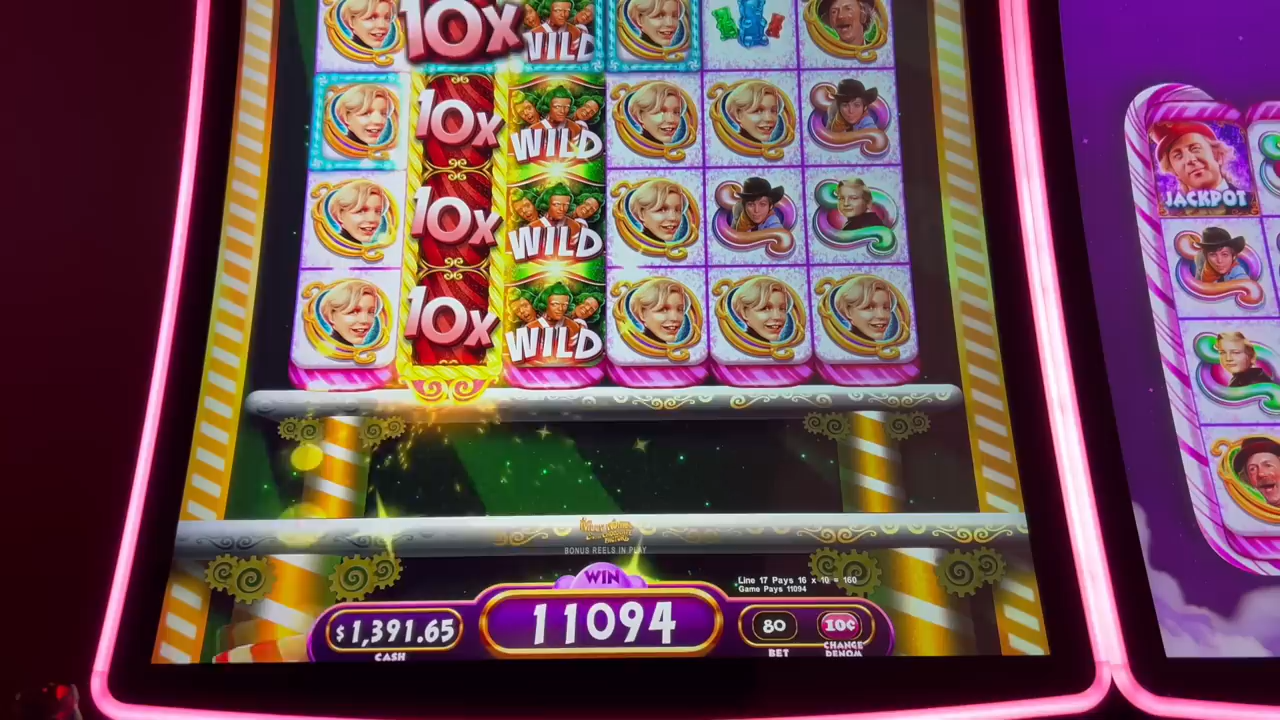 10x
WILD
10x
WILD
10x
WILD
10x
WILD
JACKPOT
BONUS REELS IN PLAY
WIN
Line 17 Pays 16 x 10 = 160
Game Pays 11094
$1,391.65
CASH
11094
80
BET
10¢
CHANGE
DENOM